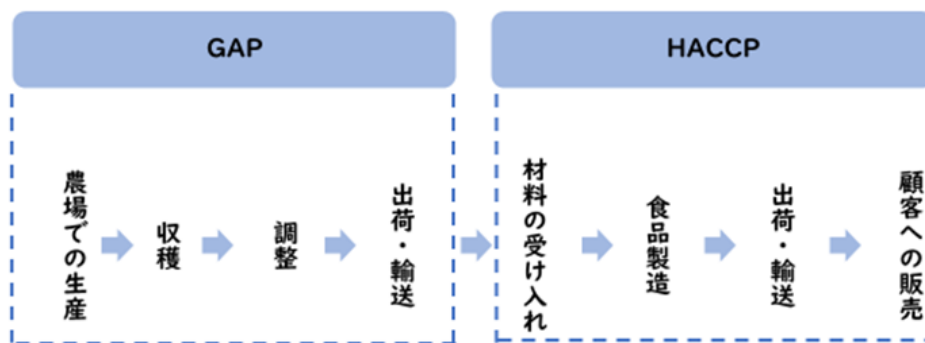 GAP
HACCP
農場での生産
収穫
調整
出荷・輸送
材料の受け入れ
食品製造
出荷・輸送
顧客への販売